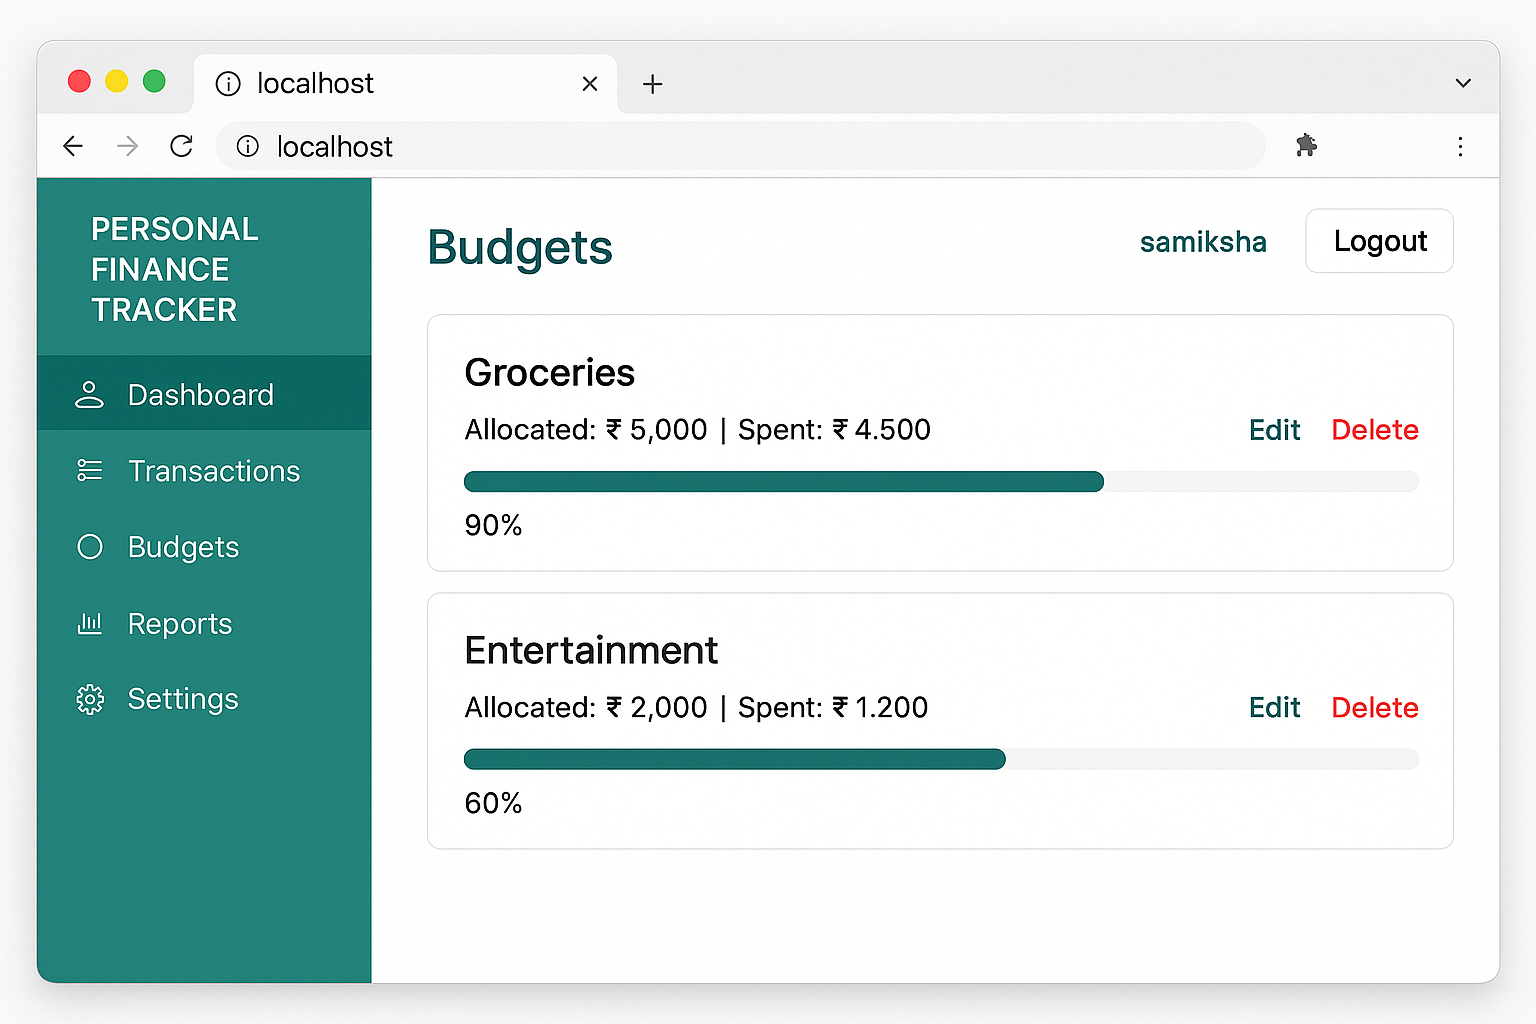 localhost
localhost
PERSONAL
FINANCE
TRACKER
Dashboard
Transactions
Budgets
Reports
Settings
Budgets
samiksha
Logout
Groceries
Allocated: ₹ 5,000 | Spent: ₹ 4.500
Edit Delete
90%
Entertainment
Allocated: ₹ 2,000 | Spent: ₹ 1.200
Edit Delete
60%